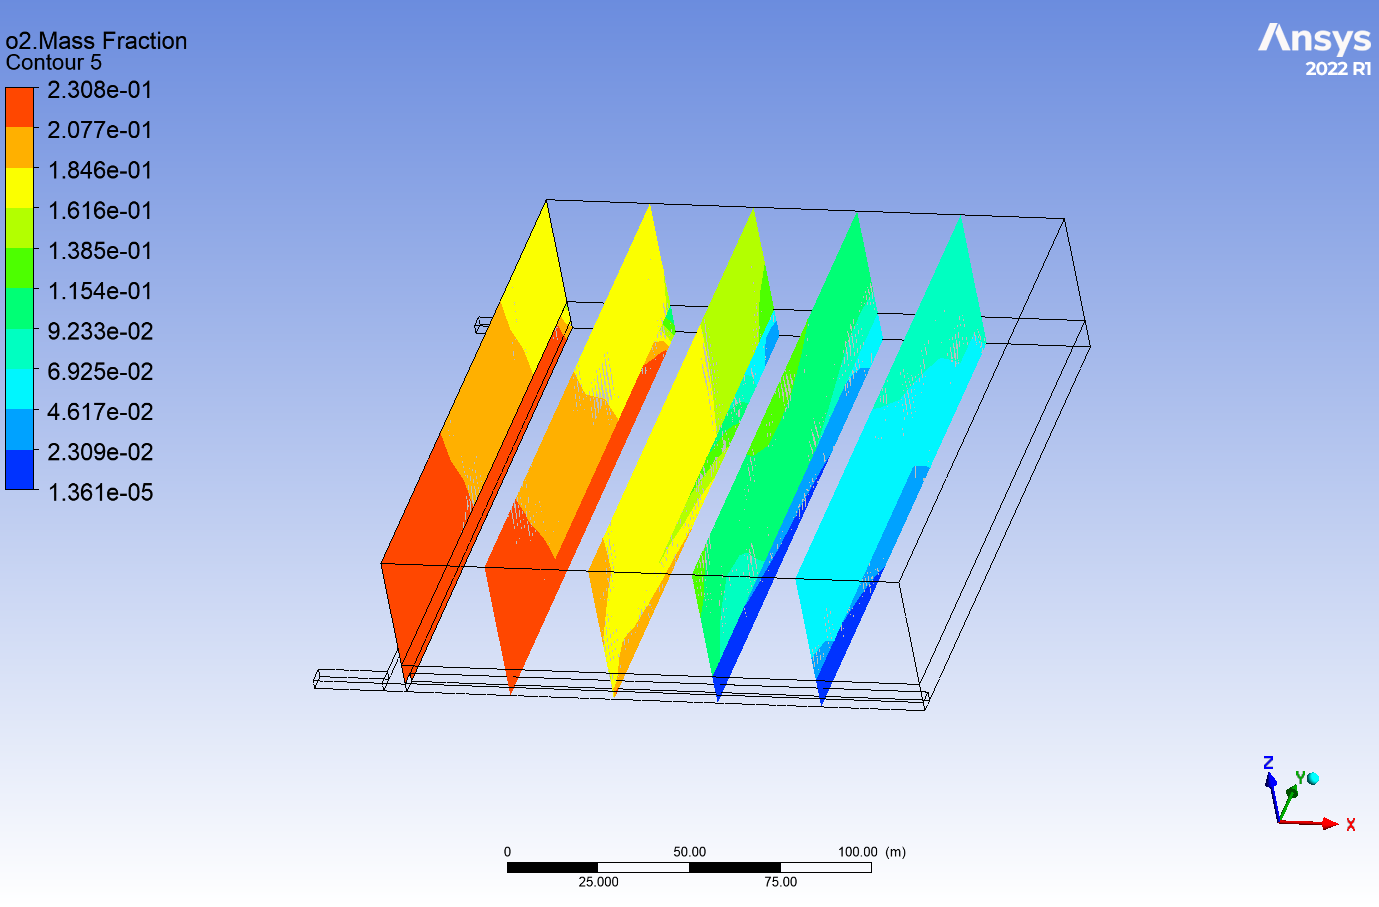 o2.Mass Fraction
Contour 5
2.308e-01
2.077e-01
1.846e-01
1.616e-01
1.385e-01
1.154e-01
9.233e-02
6.925e-02
4.617e-02
2.309e-02
1.361e-05
Ansys
2022 R1
Z
Y
X
0 50.00 100.00 (m)
25.000 75.00